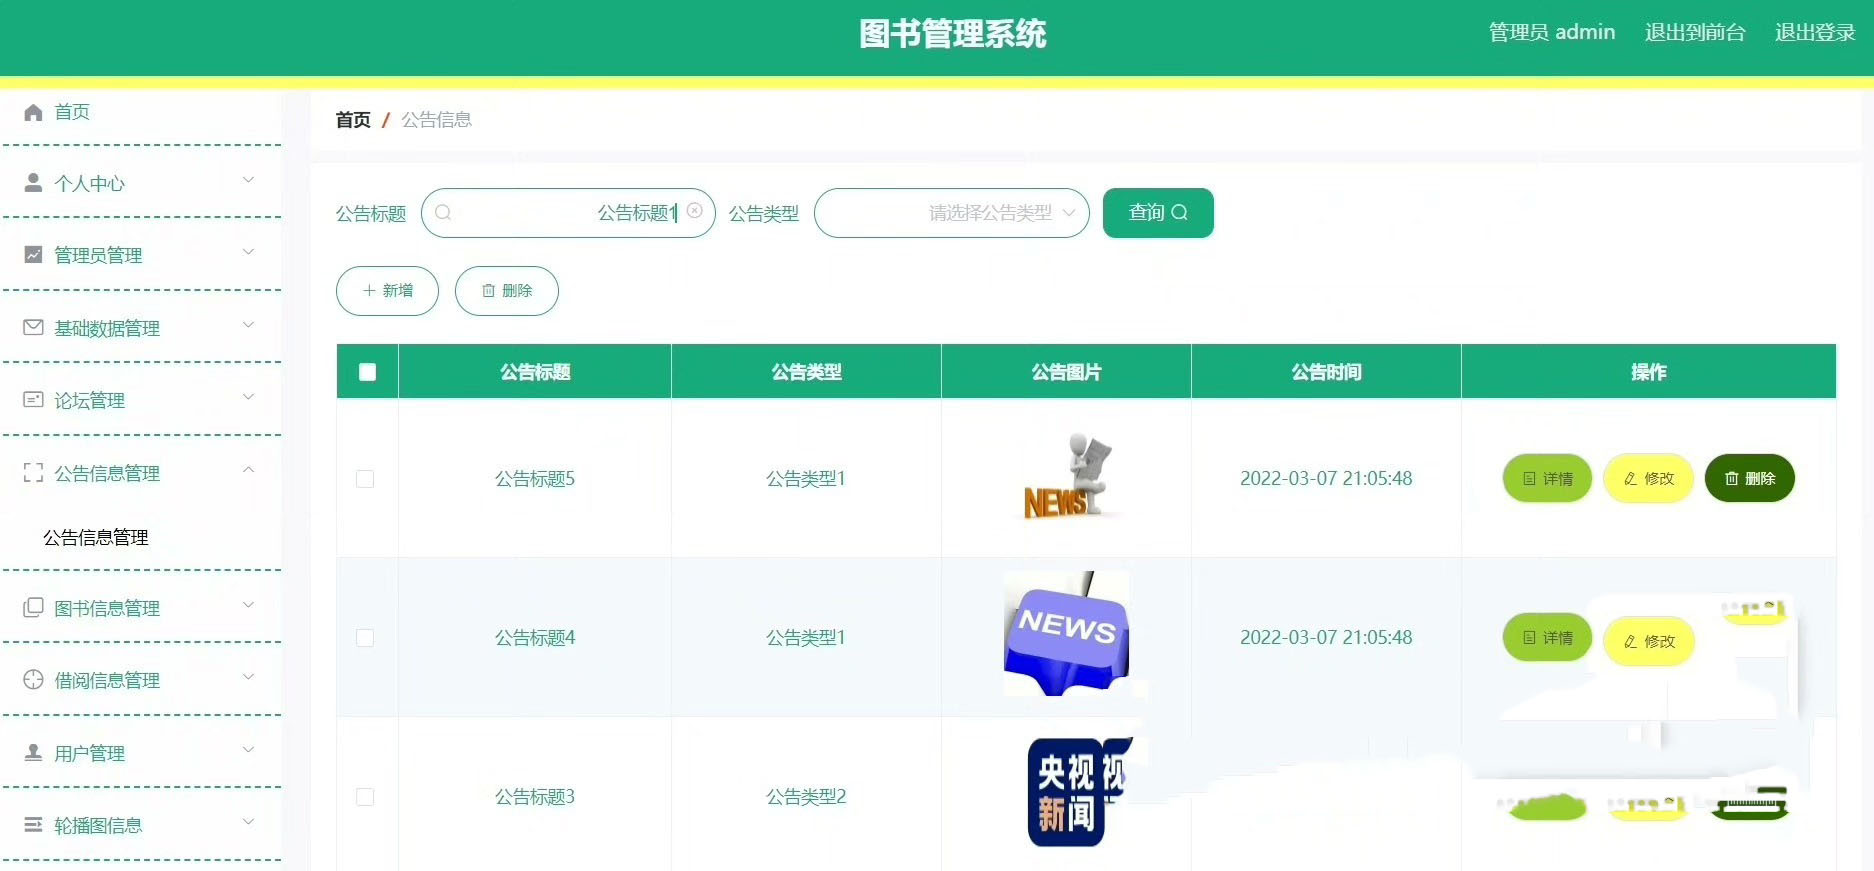 图书管理系统
管理员 admin 退出到前台 退出登录
首页
个人中心
管理员管理
基础数据管理
论坛管理
公告信息管理
公告信息管理
图书信息管理
借阅信息管理
用户管理
轮播图信息
首页 / 公告信息
公告标题 公告标题1 公告类型 请选择公告类型 查询
新增 删除
公告标题 公告类型 公告图片 公告时间 操作
公告标题5 公告类型1 NEWS 2022-03-07 21:05:48 详情 修改 删除
公告标题4 公告类型1 NEWS 2022-03-07 21:05:48 详情 修改
公告标题3 公告类型2 央视 视
新闻